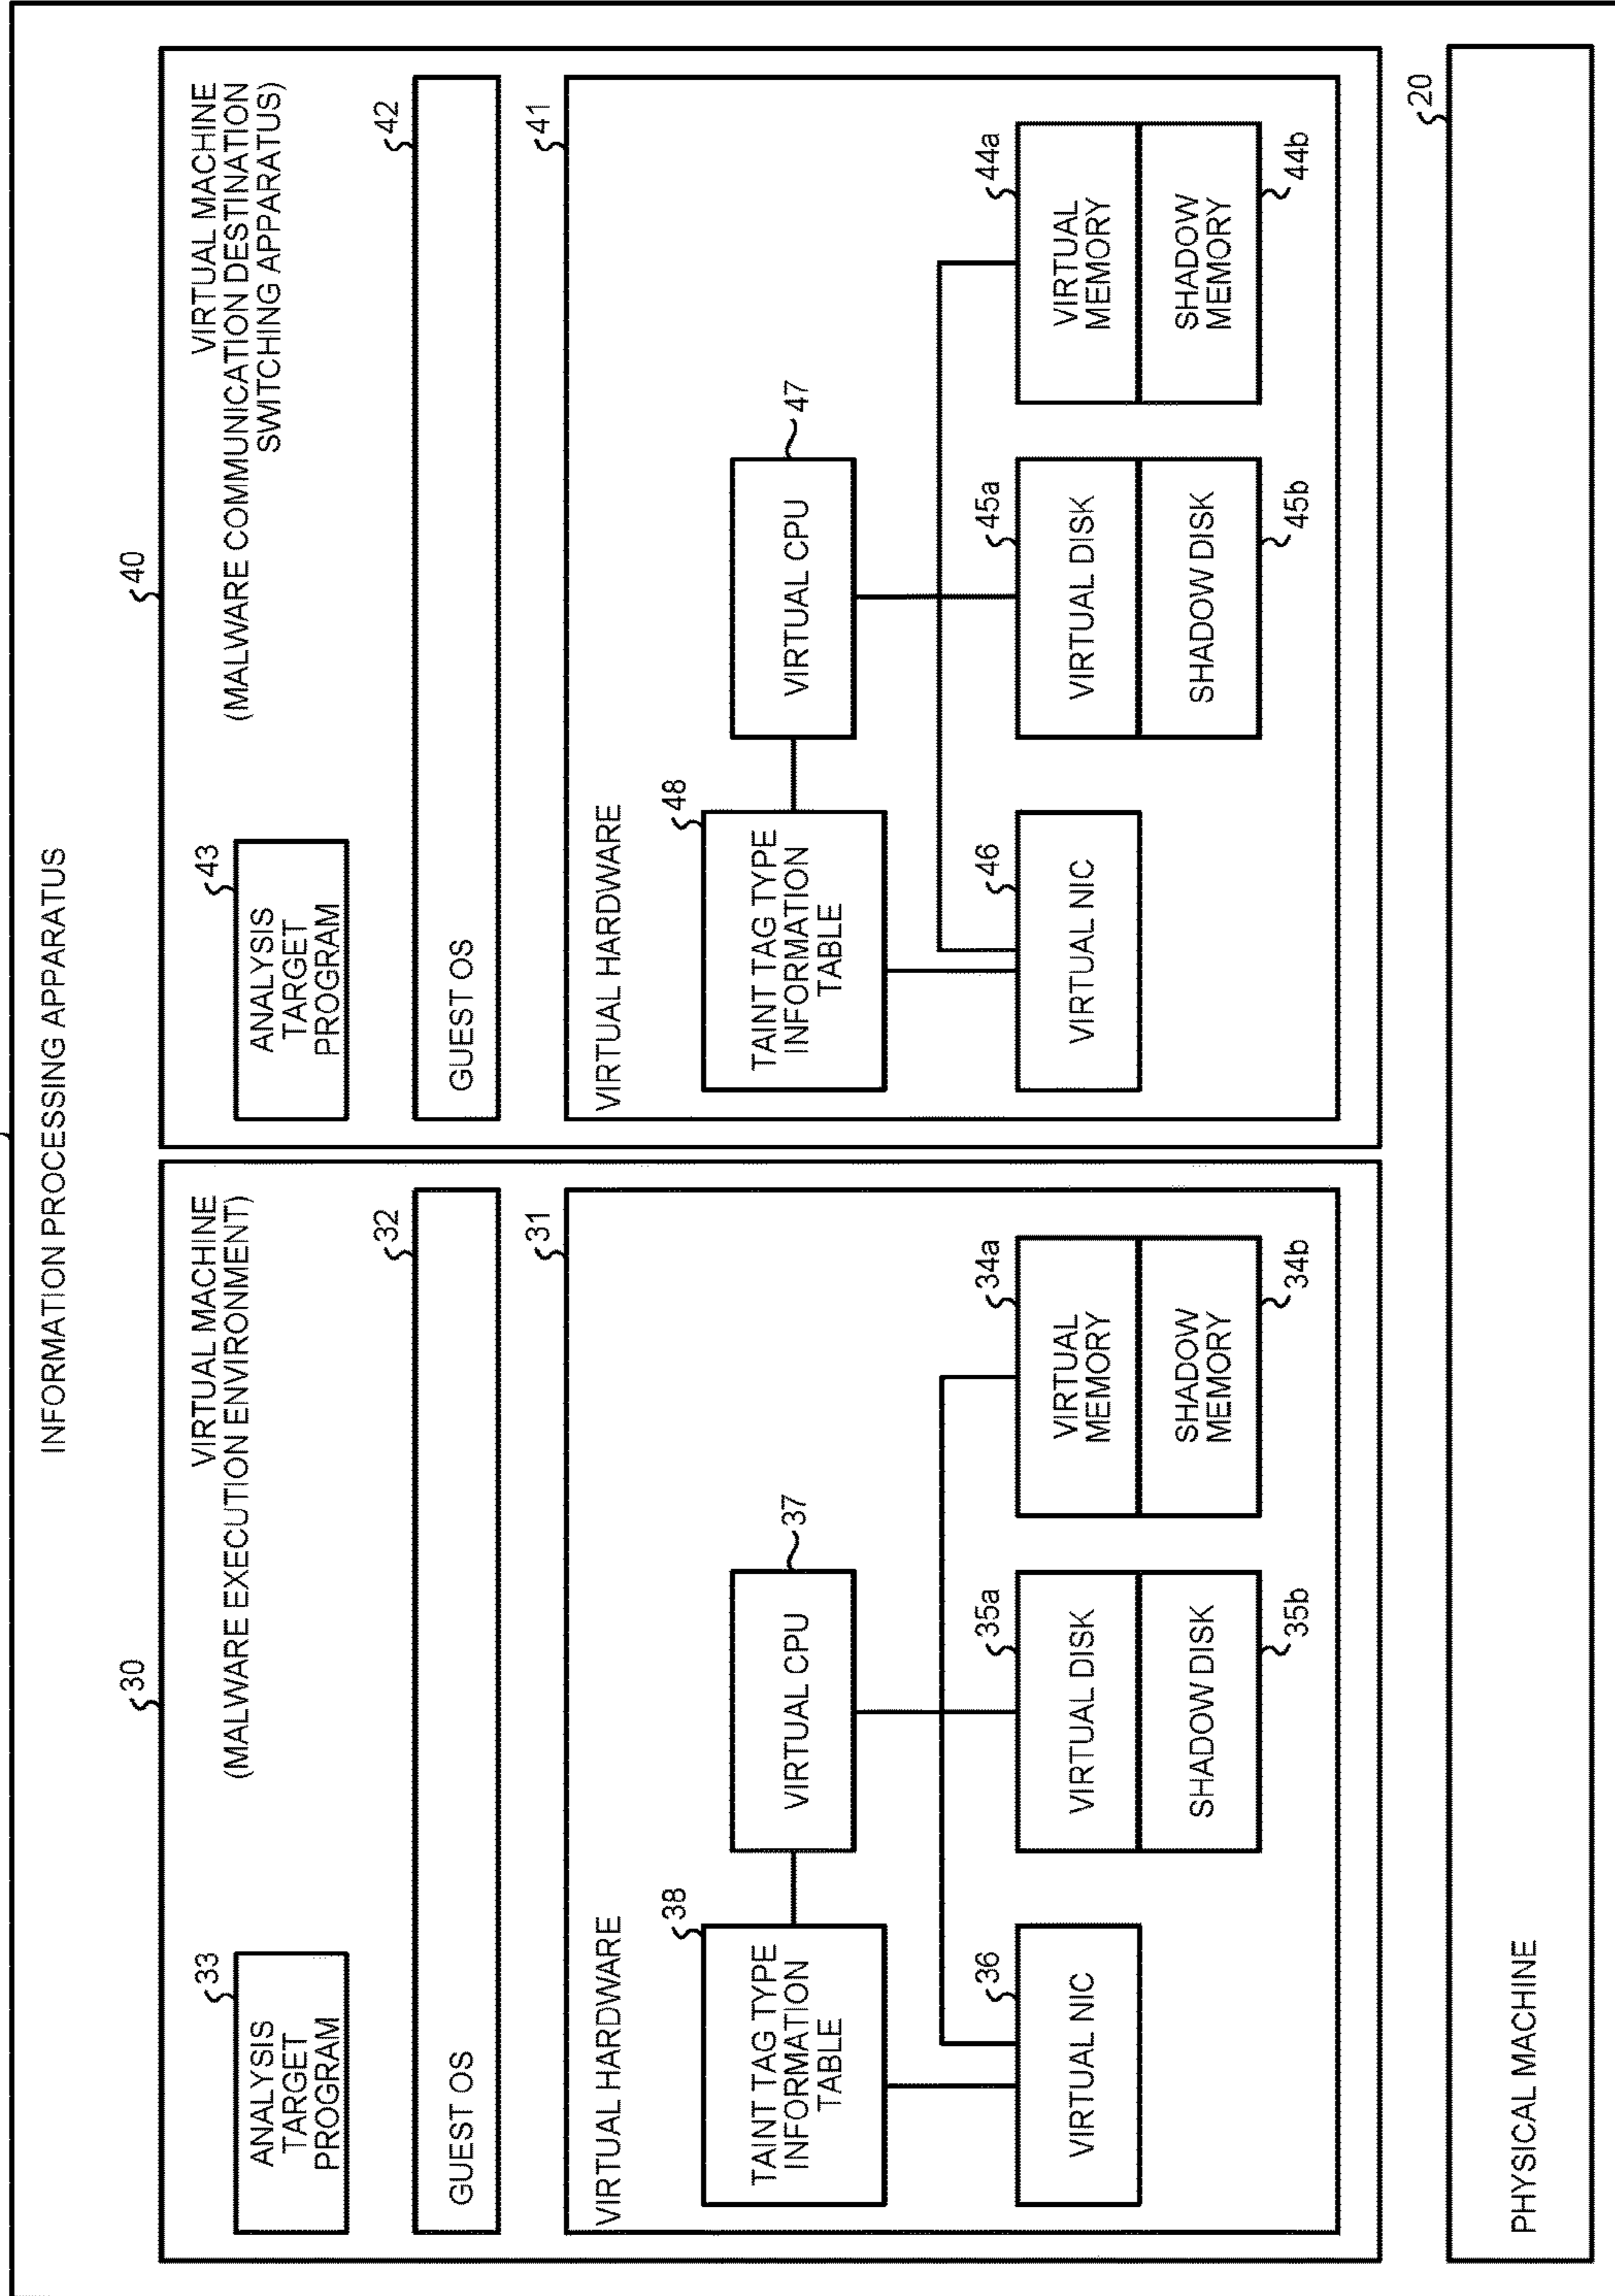 INFORMATION PROCESSING APPARATUS
30
VIRTUAL MACHINE
(MALWARE EXECUTION ENVIRONMENT)
33
ANALYSIS
TARGET
PROGRAM
32
GUEST OS
31
VIRTUAL HARDWARE
38
TAINT TAG TYPE
INFORMATION
TABLE
VIRTUAL CPU
37
36
VIRTUAL NIC
35a
VIRTUAL DISK
SHADOW DISK
35b
34a
VIRTUAL
MEMORY
SHADOW
MEMORY
34b
40
VIRTUAL MACHINE
(MALWARE COMMUNICATION DESTINATION
SWITCHING APPARATUS)
43
ANALYSIS
TARGET
PROGRAM
42
GUEST OS
41
VIRTUAL HARDWARE
48
TAINT TAG TYPE
INFORMATION
TABLE
VIRTUAL CPU
47
46
VIRTUAL NIC
45a
VIRTUAL DISK
SHADOW DISK
45b
44a
VIRTUAL
MEMORY
SHADOW
MEMORY
44b
20
PHYSICAL MACHINE